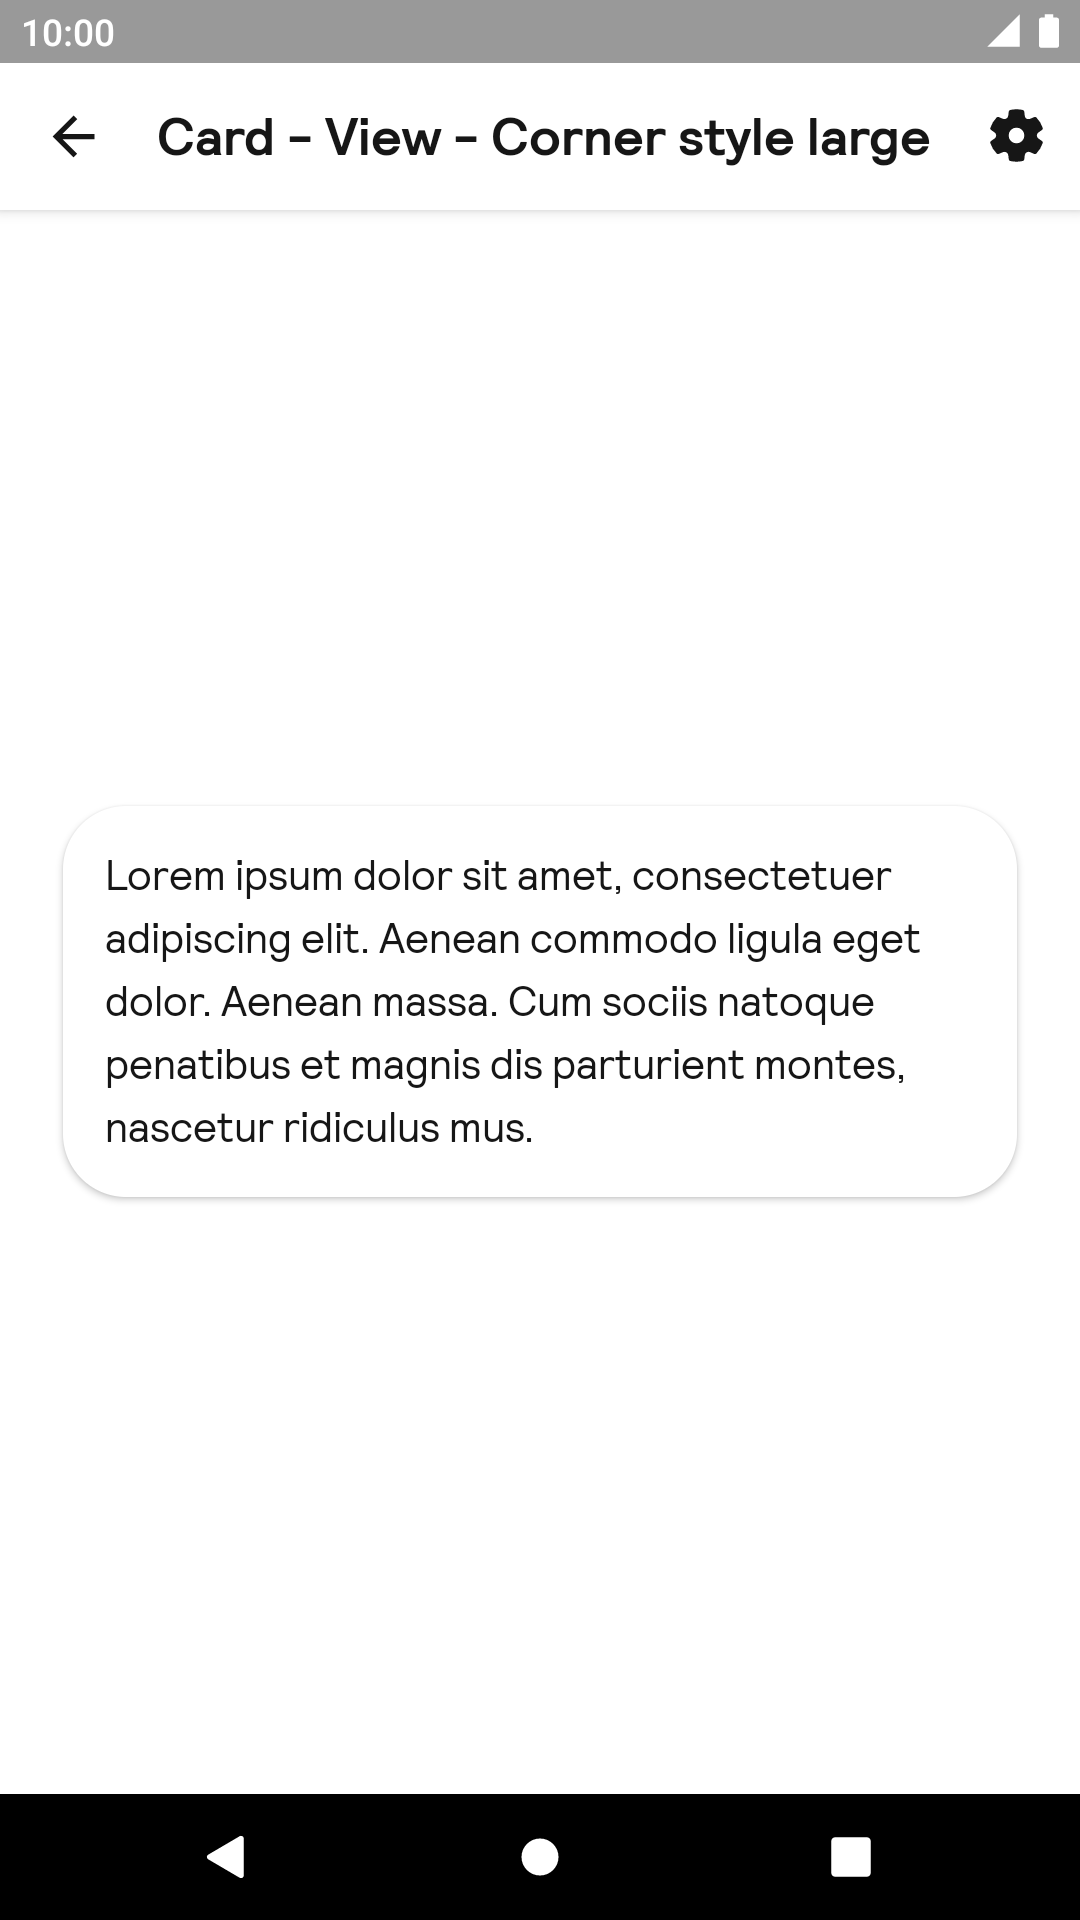 10:00
Card - View - Corner style large
Lorem ipsum dolor sit amet, consectetuer
adipiscing elit. Aenean commodo ligula eget
dolor. Aenean massa. Cum sociis natoque
penatibus et magnis dis parturient montes,
nascetur ridiculus mus.